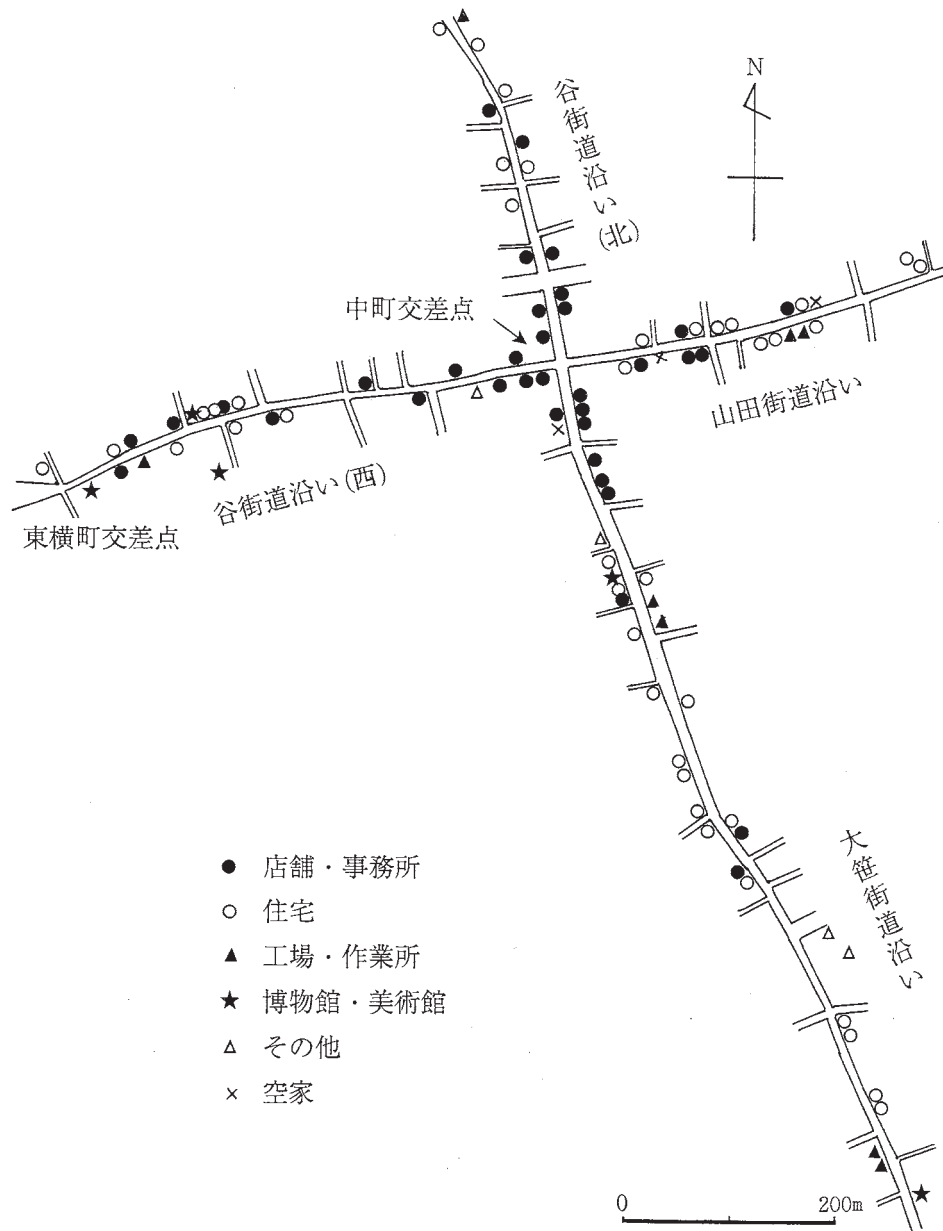 N
谷街道沿い(北)
中町交差点
山田街道沿い
谷街道沿い(西)
東横町交差点
大笹街道沿い
● 店舗・事務所
○ 住宅
▲ 工場・作業所
★ 博物館・美術館
△ その他
× 空家
0 200m